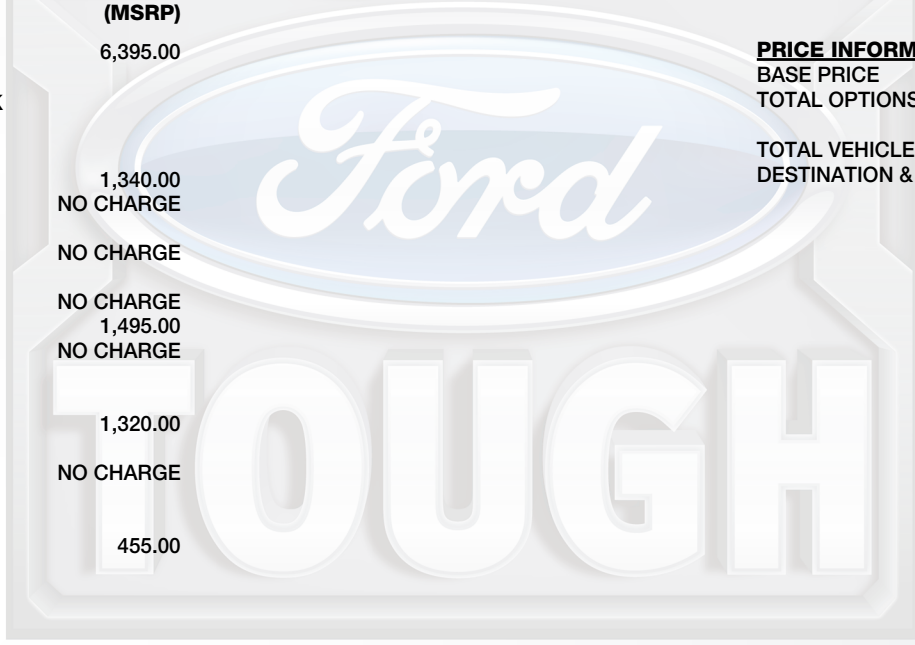 (MSRP)
6,395.00
1,340.00
NO CHARGE
NO CHARGE
NO CHARGE
1,495.00
NO CHARGE
1,320.00
NO CHARGE
455.00
PRICE INFORM
BASE PRICE
TOTAL OPTIONS
TOTAL VEHICLE
DESTINATION &
Ford
TOUGH